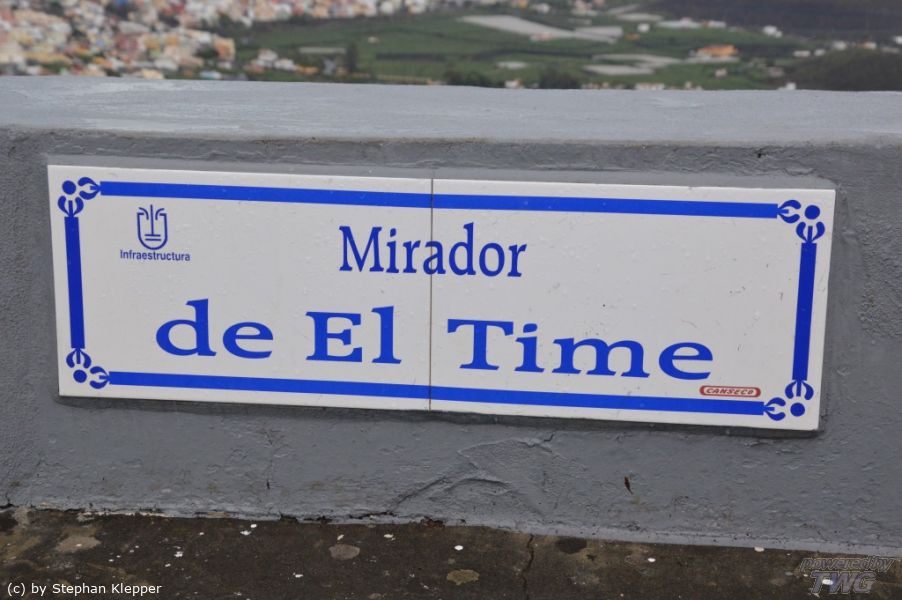 Infraestructura
Mirador
de El Time
CANSECO
(c) by Stephan Klepper
powered by
TWG